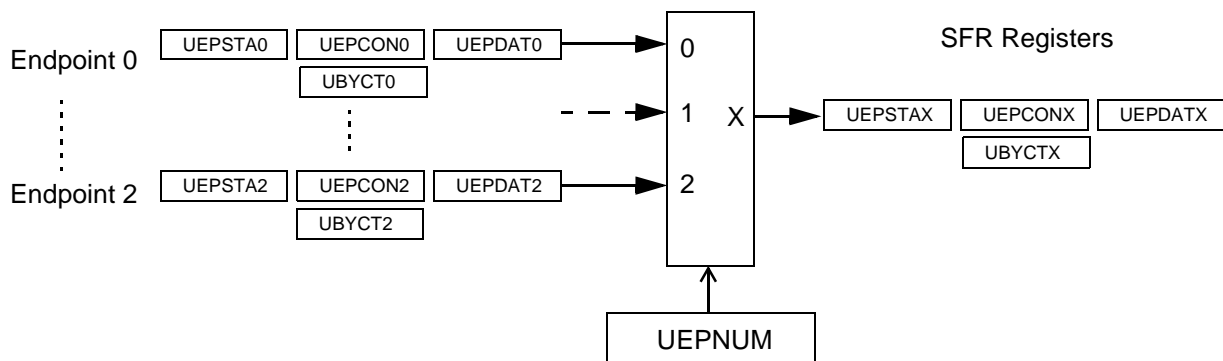 Endpoint 0 UEPSTA0 UEPCON0 UEPDAT0 0 SFR Registers
UBYCT0
1 X UEPSTAX UEPCONX UEPDATX
UBYCTX
Endpoint 2 UEPSTA2 UEPCON2 UEPDAT2 2
UBYCT2
UEPNUM